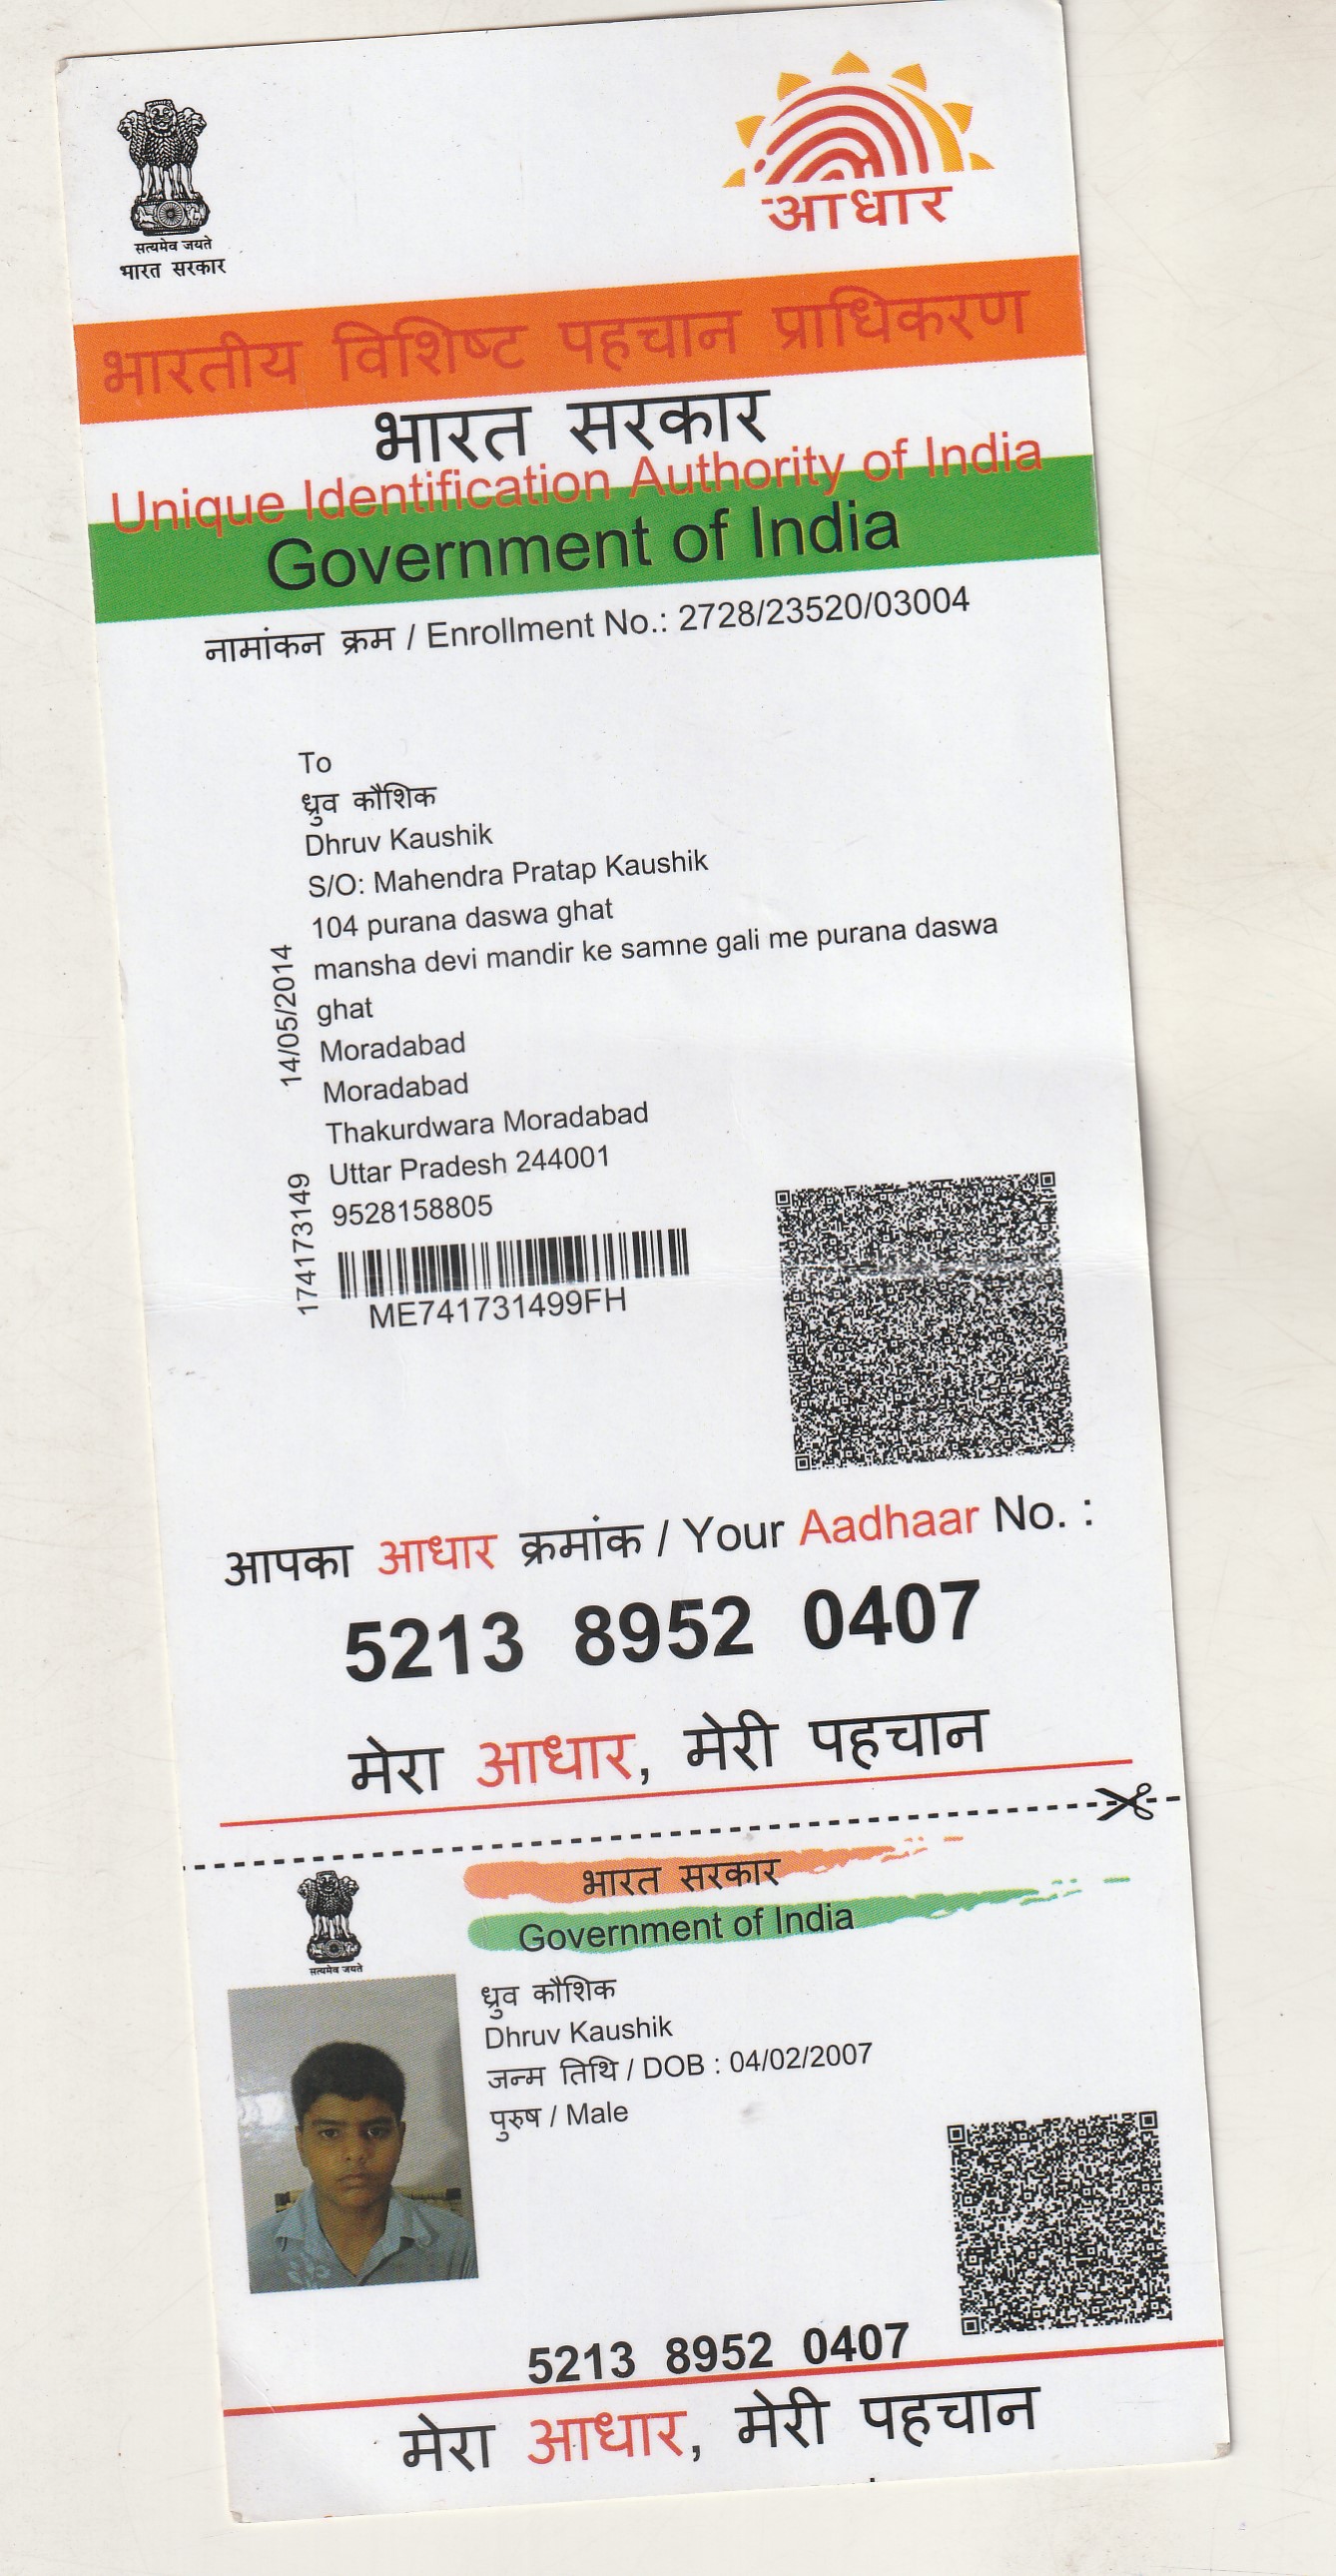 सत्यमेव जयते
भारत सरकार
आधार
भारतीय विशिष्ट पहचान प्राधिकरण
भारत सरकार
Unique Identification Authority of India
Government of India
नामांकन क्रम / Enrollment No.: 2728/23520/03004
To
ध्रुव कौशिक
Dhruv Kaushik
S/O: Mahendra Pratap Kaushik
104 purana daswa ghat
mansha devi mandir ke samne gali me purana daswa
ghat
Moradabad
Moradabad
Thakurdwara Moradabad
Uttar Pradesh 244001
9528158805
14/05/2014
174173149
ME741731499FH
आपका आधार क्रमांक / Your Aadhaar No. :
5213 8952 0407
मेरा आधार, मेरी पहचान
सत्यमेव जयते
भारत सरकार
Government of India
ध्रुव कौशिक
Dhruv Kaushik
जन्म तिथि / DOB : 04/02/2007
पुरुष / Male
5213 8952 0407
मेरा आधार, मेरी पहचान